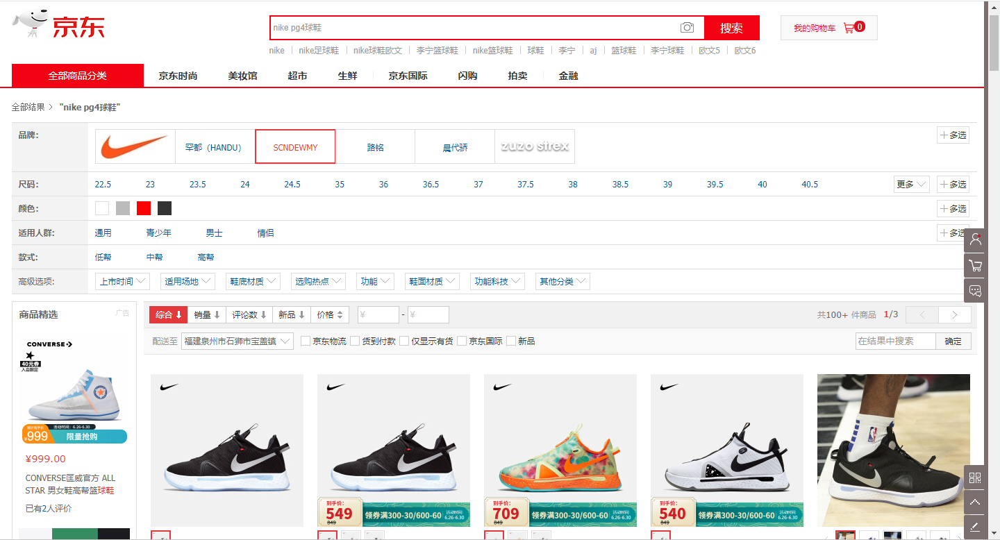 京东
nike pg4球鞋
搜索
我的购物车 0
nike nike足球鞋 nike球鞋欧文 李宁篮球鞋 nike篮球鞋 球鞋 李宁 aj 篮球鞋 李宁球鞋 欧文5 欧文6
全部商品分类 京东时尚 美妆馆 超市 生鲜 京东国际 闪购 拍卖 金融
全部结果 > "nike pg4球鞋"
品牌: 罕都（HANDU） SCNDEWMY 路铭 晨代骄 zuzo strex 多选
尺码: 22.5 23 23.5 24 24.5 35 36 36.5 37 37.5 38 38.5 39 39.5 40 40.5 更多 多选
颜色: 多选
适用人群: 通用 青少年 男士 情侣 多选
款式: 低帮 中帮 高帮
高级选项: 上市时间 适用场地 鞋底材质 选购热点 功能 鞋面材质 功能科技 其他分类
商品精选 广告
综合 销量 评论数 新品 价格 ¥ - ¥ 共100+ 件商品 1/3 < >
配送至 福建泉州市石狮市宝盖镇 京东物流 货到付款 仅显示有货 京东国际 新品 在结果中搜索 确定
CONVERSE
40元券
入会限定
活动时间：6.26-6.30
¥999 限量抢购
¥999.00
CONVERSE匡威官方 ALL
STAR 男女鞋高帮篮球鞋
已有2人评价
到手价：
549
849
领券满300-30/600-60
活动时间
6.26-6.30
到手价：
709
849
领券满300-30/600-60
活动时间
6.26-6.30
到手价：
540
849
领券满300-30/600-60
活动时间
6.26-6.30